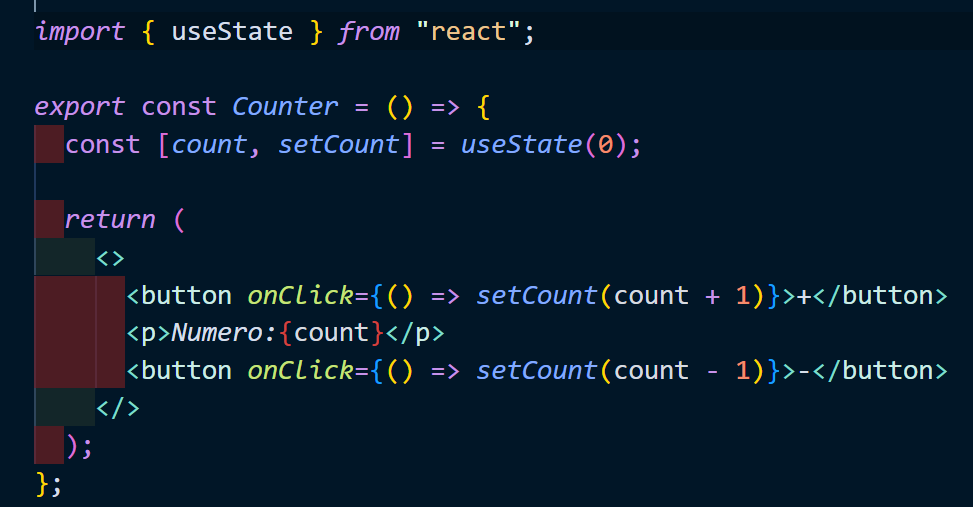 import { useState } from "react";
export const Counter = () => {
const [count, setCount] = useState(0);
return (
<>
<button onClick={() => setCount(count + 1)}>+</button>
<p>Numero:{count}</p>
<button onClick={() => setCount(count - 1)}>-</button>
</>
);
};